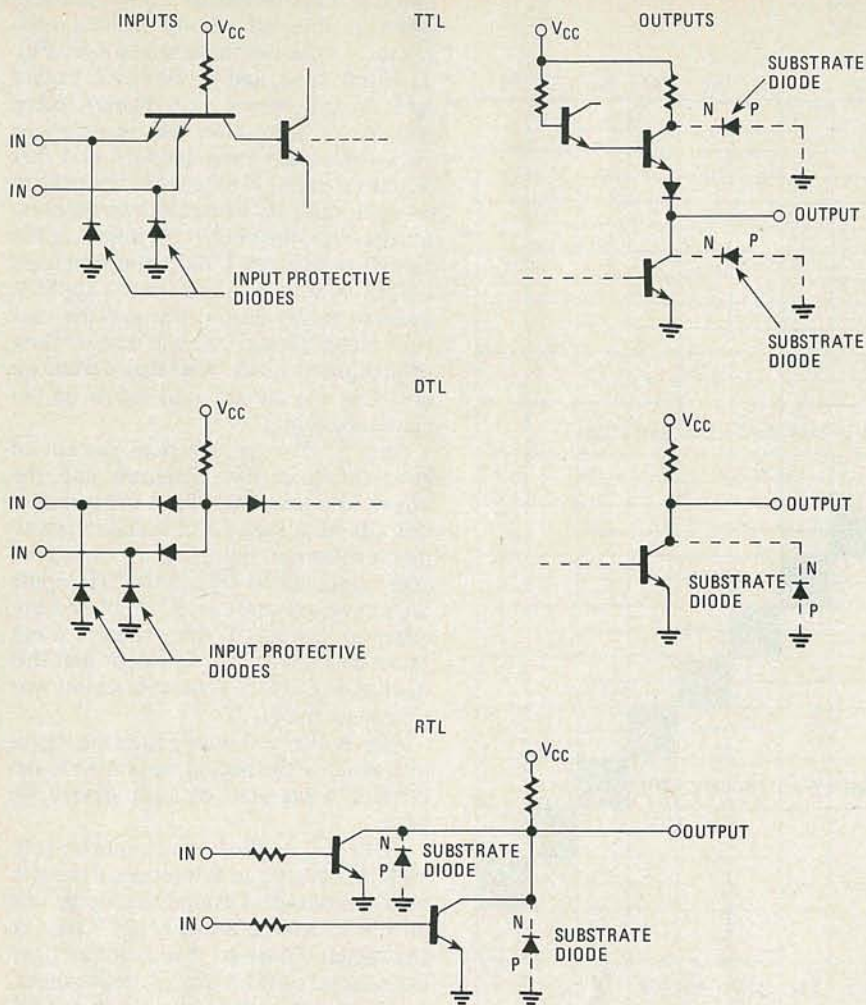 INPUTS
TTL
OUTPUTS
VCC
VCC
SUBSTRATE
DIODE
N P
IN
IN
OUTPUT
N P
INPUT PROTECTIVE
DIODES
SUBSTRATE
DIODE
DTL
VCC
VCC
IN
OUTPUT
IN
SUBSTRATE
DIODE
N
P
INPUT PROTECTIVE
DIODES
RTL
VCC
OUTPUT
IN
N
P
SUBSTRATE
DIODE
IN
N
P
SUBSTRATE
DIODE